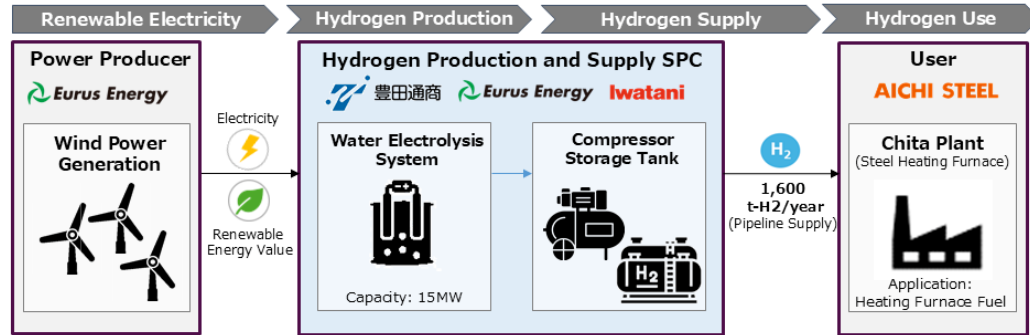 Renewable Electricity
Hydrogen Production
Hydrogen Supply
Hydrogen Use
Power Producer
Eurus Energy
Wind Power
Generation
Electricity
Renewable
Energy Value
Hydrogen Production and Supply SPC
豊田通商
Eurus Energy
Iwatani
Water Electrolysis
System
Capacity: 15MW
Compressor
Storage Tank
H2
H2
1,600
t-H2/year
(Pipeline Supply)
User
AICHI STEEL
Chita Plant
(Steel Heating Furnace)
Application:
Heating Furnace Fuel